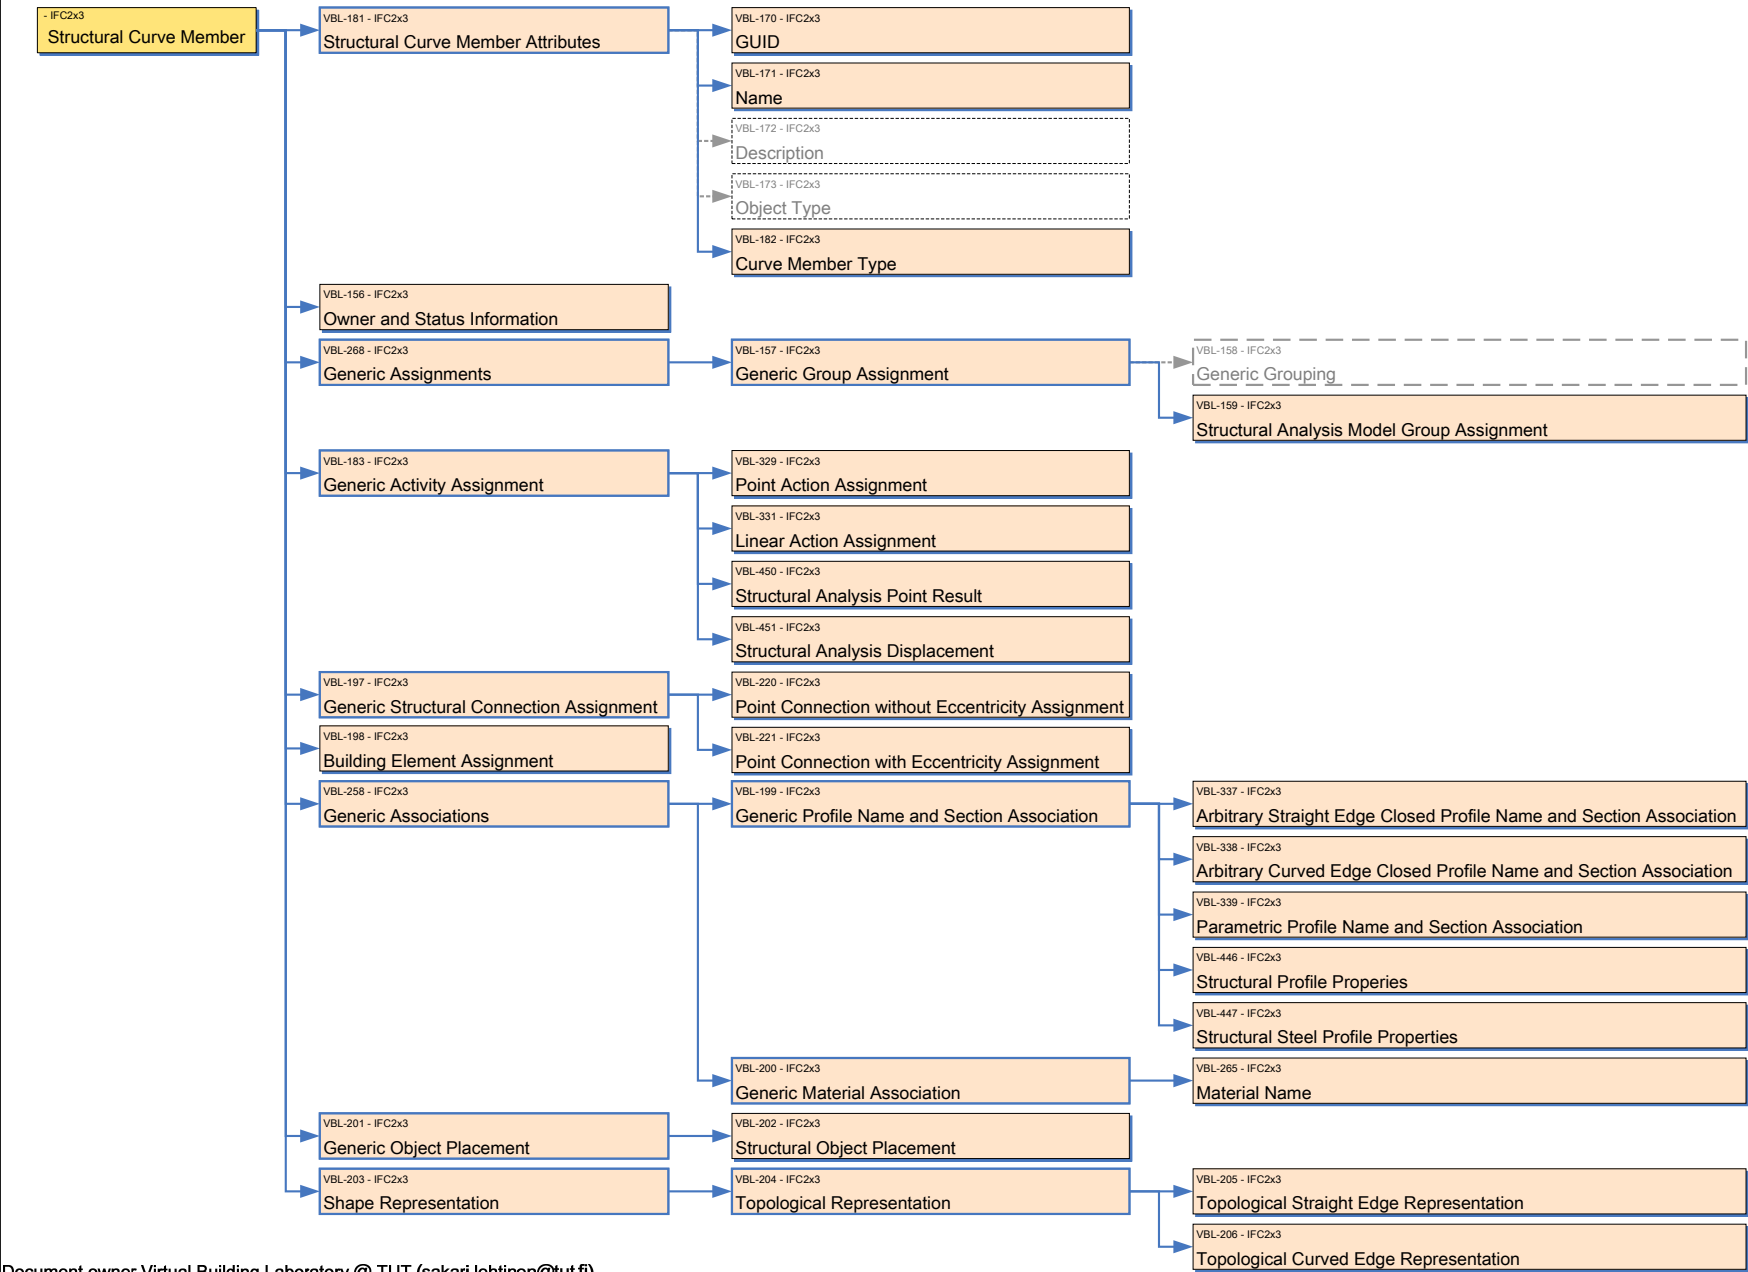 - IFC2x3
Structural Curve Member
VBL-181 - IFC2x3
Structural Curve Member Attributes
VBL-170 - IFC2x3
GUID
VBL-171 - IFC2x3
Name
VBL-172 - IFC2x3
Description
VBL-173 - IFC2x3
Object Type
VBL-182 - IFC2x3
Curve Member Type
VBL-156 - IFC2x3
Owner and Status Information
VBL-268 - IFC2x3
Generic Assignments
VBL-157 - IFC2x3
Generic Group Assignment
VBL-158 - IFC2x3
Generic Grouping
VBL-159 - IFC2x3
Structural Analysis Model Group Assignment
VBL-183 - IFC2x3
Generic Activity Assignment
VBL-329 - IFC2x3
Point Action Assignment
VBL-331 - IFC2x3
Linear Action Assignment
VBL-450 - IFC2x3
Structural Analysis Point Result
VBL-451 - IFC2x3
Structural Analysis Displacement
VBL-197 - IFC2x3
Generic Structural Connection Assignment
VBL-220 - IFC2x3
Point Connection without Eccentricity Assignment
VBL-221 - IFC2x3
Point Connection with Eccentricity Assignment
VBL-198 - IFC2x3
Building Element Assignment
VBL-258 - IFC2x3
Generic Associations
VBL-199 - IFC2x3
Generic Profile Name and Section Association
VBL-337 - IFC2x3
Arbitrary Straight Edge Closed Profile Name and Section Association
VBL-338 - IFC2x3
Arbitrary Curved Edge Closed Profile Name and Section Association
VBL-339 - IFC2x3
Parametric Profile Name and Section Association
VBL-446 - IFC2x3
Structural Profile Properies
VBL-447 - IFC2x3
Structural Steel Profile Properties
VBL-200 - IFC2x3
Generic Material Association
VBL-265 - IFC2x3
Material Name
VBL-201 - IFC2x3
Generic Object Placement
VBL-202 - IFC2x3
Structural Object Placement
VBL-203 - IFC2x3
Shape Representation
VBL-204 - IFC2x3
Topological Representation
VBL-205 - IFC2x3
Topological Straight Edge Representation
VBL-206 - IFC2x3
Topological Curved Edge Representation
Document owner Virtual Building Laboratory @ TUT (sakari.lehtinen@tut.fi)